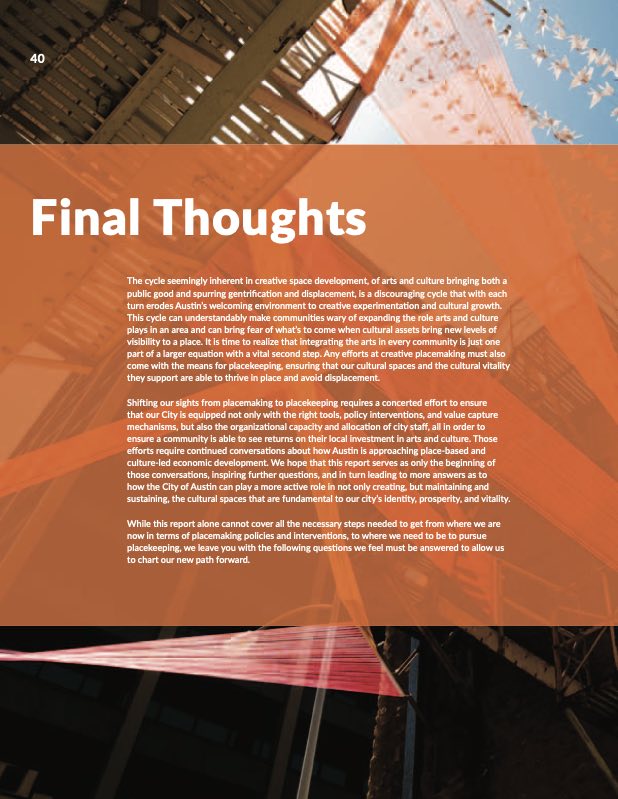 40
Final Thoughts
The cycle seemingly inherent in creative space development, of arts and culture bringing both a
public good and spurring gentrification and displacement, is a discouraging cycle that with each
turn erodes Austin's welcoming environment to creative experimentation and cultural growth.
This cycle can understandably make communities wary of expanding the role arts and culture
plays in an area and can bring fear of what's to come when cultural assets bring new levels of
visibility to a place. It is time to realize that integrating the arts in every community is just one
part of a larger equation with a vital second step. Any efforts at creative placemaking must also
come with the means for placekeeping, ensuring that our cultural spaces and the cultural vitality
they support are able to thrive in place and avoid displacement.
Shifting our sights from placemaking to placekeeping requires a concerted effort to ensure
that our City is equipped not only with the right tools, policy interventions, and value capture
mechanisms, but also the organizational capacity and allocation of city staff, all in order to
ensure a community is able to see returns on their local investment in arts and culture. Those
efforts require continued conversations about how Austin is approaching place-based and
culture-led economic development. We hope that this report serves as only the beginning of
those conversations, inspiring further questions, and in turn leading to more answers as to
how the City of Austin can play a more active role in not only creating, but maintaining and
sustaining, the cultural spaces that are fundamental to our city's identity, prosperity, and vitality.
While this report alone cannot cover all the necessary steps needed to get from where we are
now in terms of placemaking policies and interventions, to where we need to be to pursue
placekeeping, we leave you with the following questions we feel must be answered to allow us
to chart our new path forward.